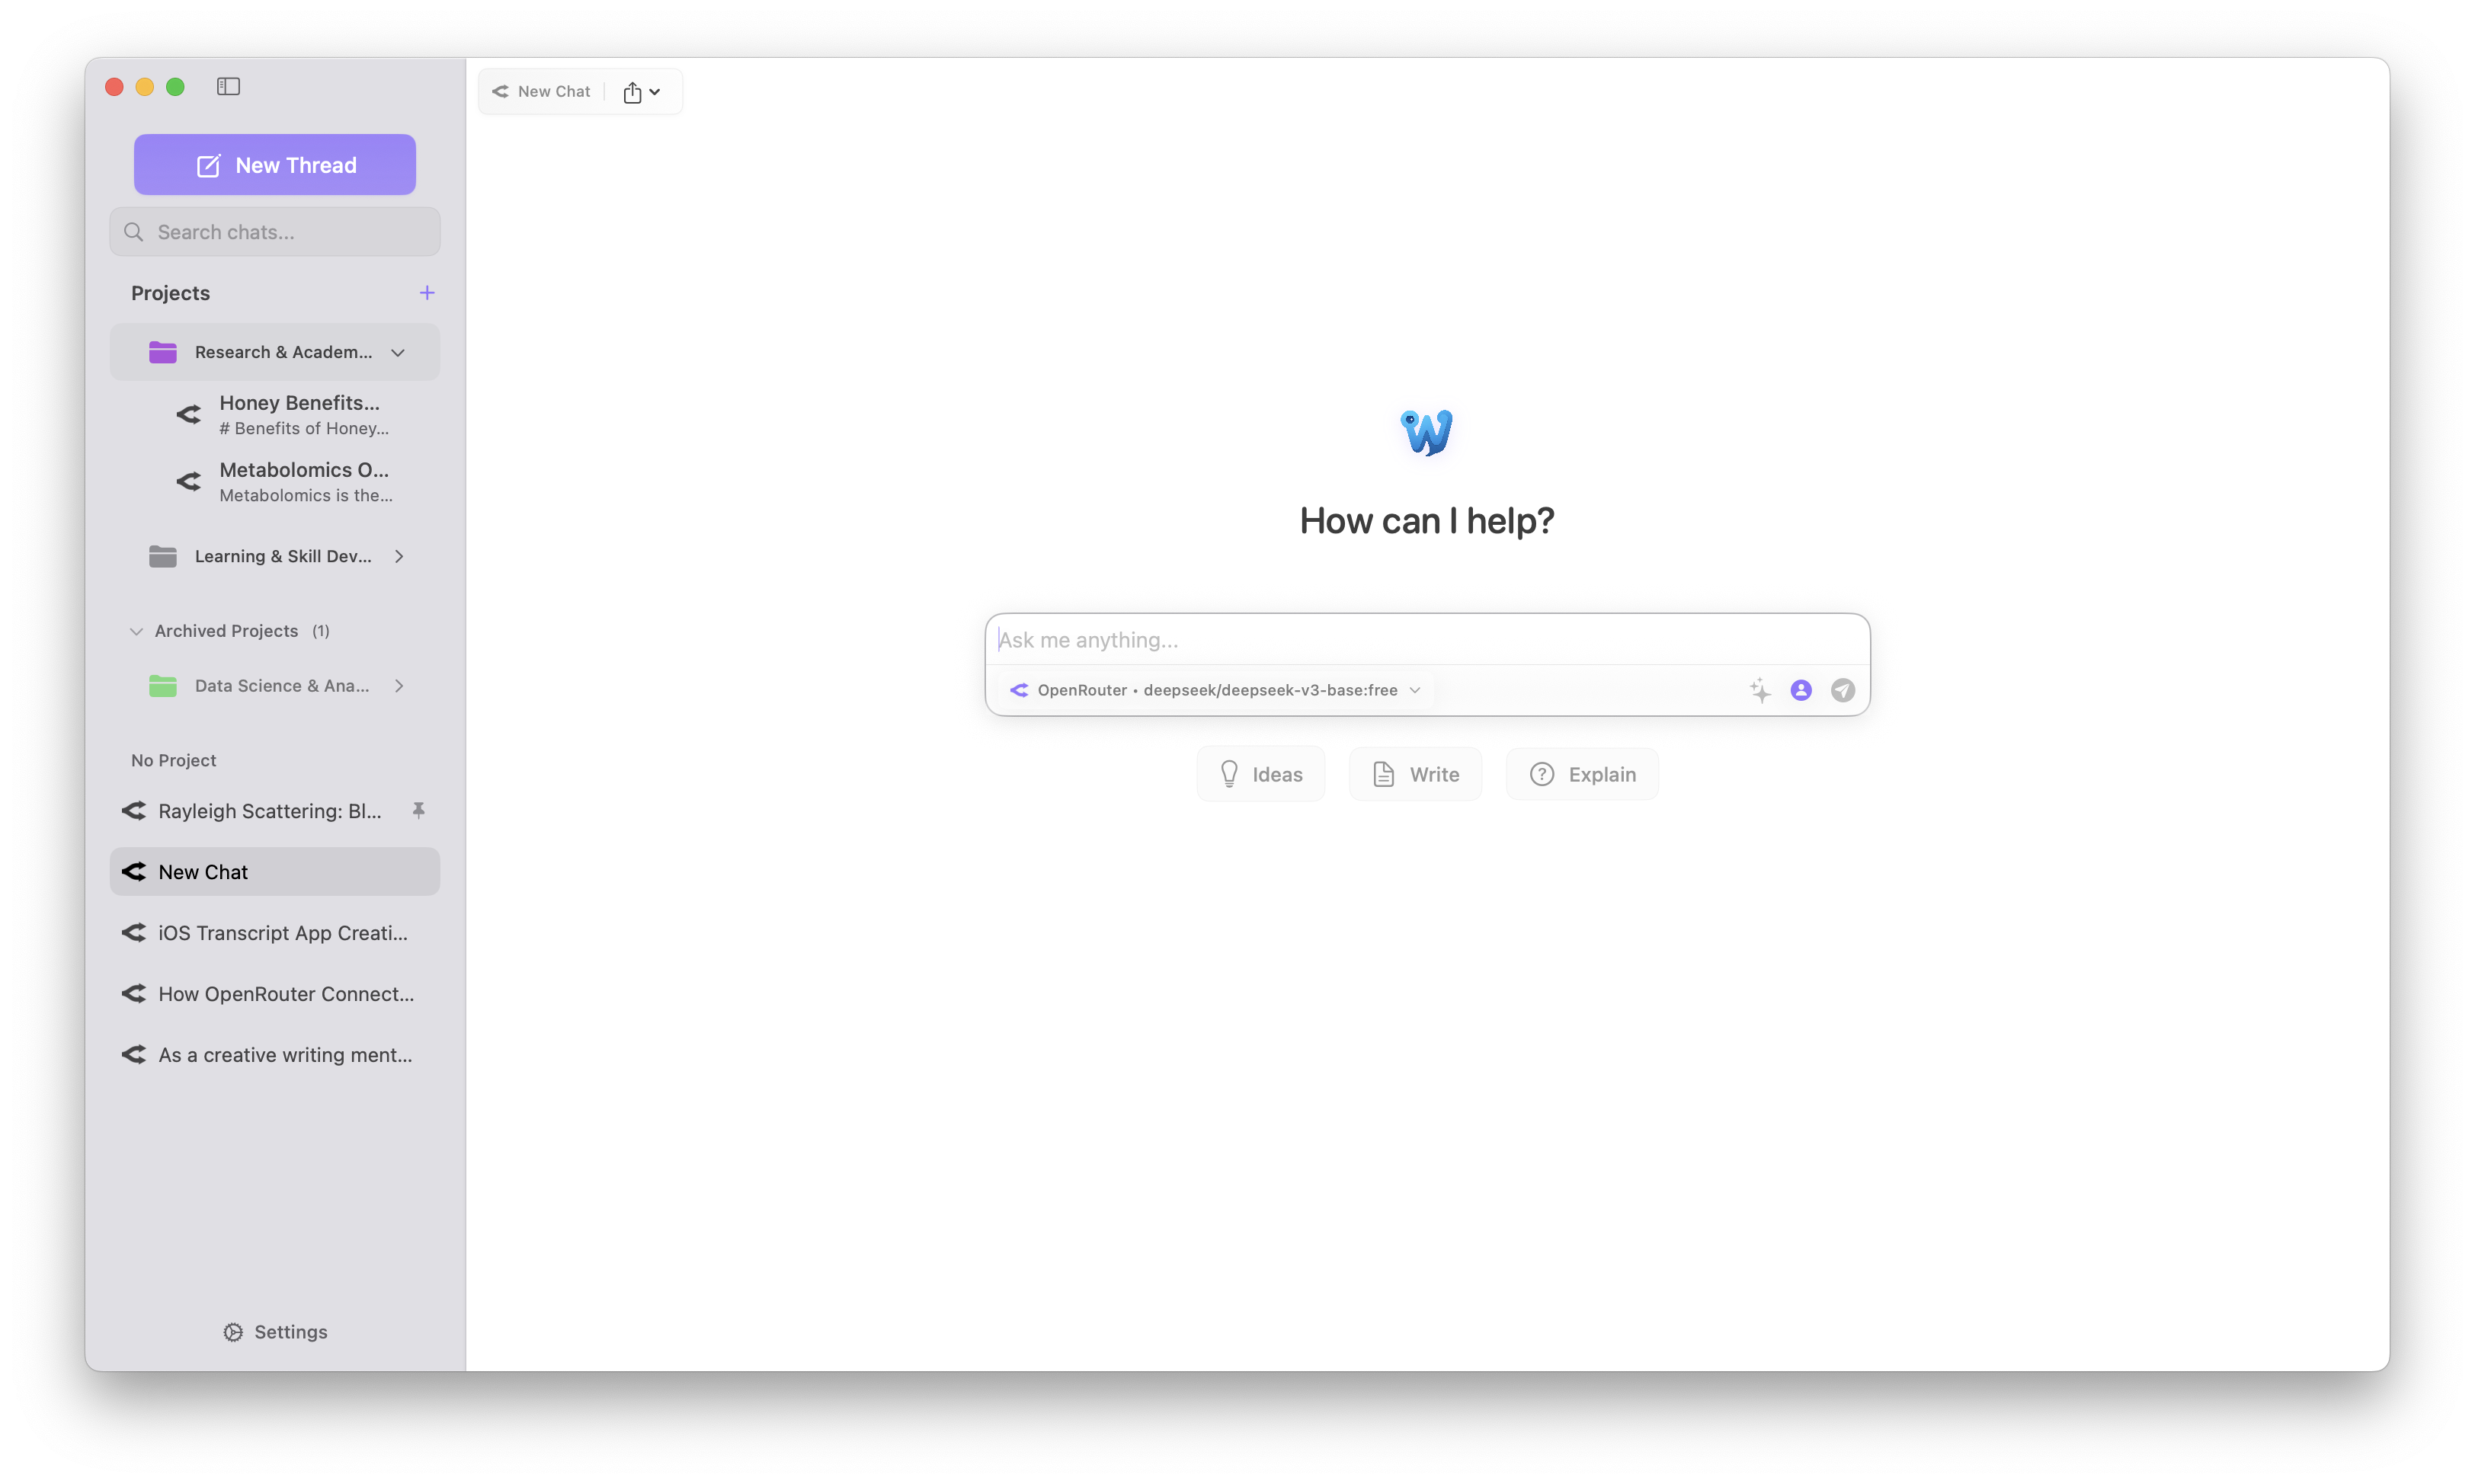 New Thread
Search chats...
Projects
Research & Academ...
Honey Benefits...
# Benefits of Honey...
Metabolomics O...
Metabolomics is the...
Learning & Skill Dev...
Archived Projects (1)
Data Science & Ana...
No Project
Rayleigh Scattering: Bl...
New Chat
iOS Transcript App Creati...
How OpenRouter Connect...
As a creative writing ment...
Settings
New Chat
W
How can I help?
Ask me anything...
OpenRouter • deepseek/deepseek-v3-base:free
Ideas
Write
Explain